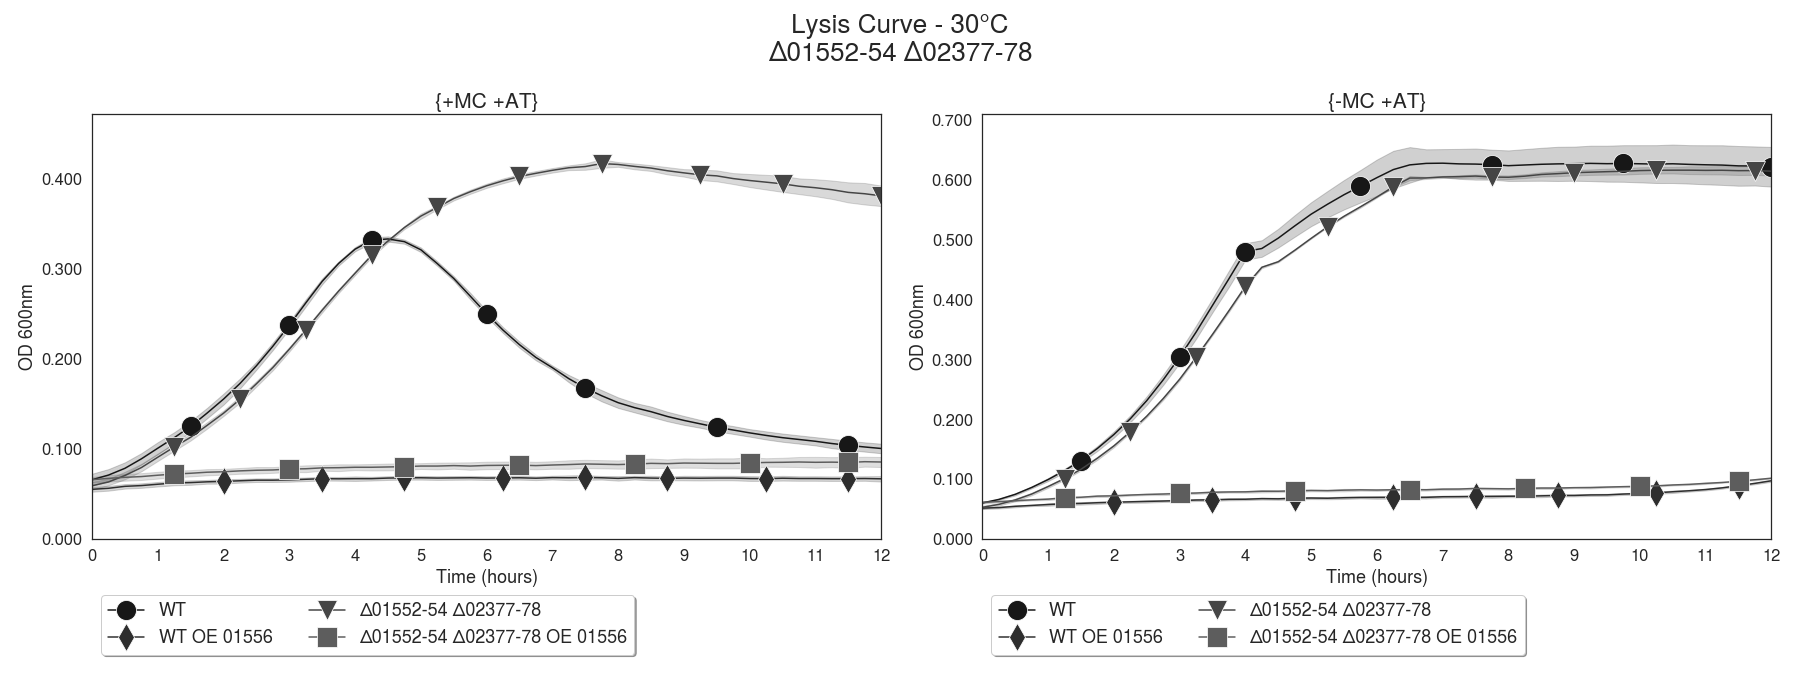 Lysis Curve - 30°C
Δ01552-54 Δ02377-78
{+MC +AT}
OD 600nm
0.400
0.300
0.200
0.100
0.000
0 1 2 3 4 5 6 7 8 9 10 11 12
Time (hours)
WT
WT OE 01556
Δ01552-54 Δ02377-78
Δ01552-54 Δ02377-78 OE 01556
{-MC +AT}
OD 600nm
0.700
0.600
0.500
0.400
0.300
0.200
0.100
0.000
0 1 2 3 4 5 6 7 8 9 10 11 12
Time (hours)
WT
WT OE 01556
Δ01552-54 Δ02377-78
Δ01552-54 Δ02377-78 OE 01556